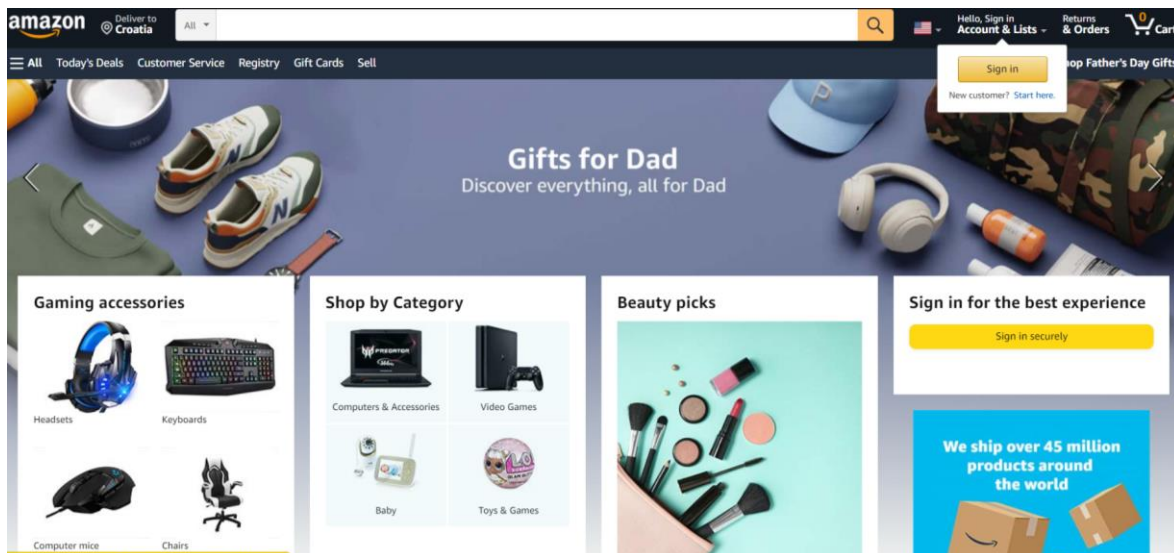 amazon
Deliver to
Croatia
All
Hello, Sign in
Account & Lists
Returns
& Orders
0
Cart
All Today's Deals Customer Service Registry Gift Cards Sell
op Father's Day Gifts
Sign in
New customer? Start here.
Gifts for Dad
Discover everything, all for Dad
Gaming accessories
Headsets
Keyboards
Computer mice
Chairs
Shop by Category
PREDATOR
Computers & Accessories
Video Games
Baby
Toys & Games
Beauty picks
Sign in for the best experience
Sign in securely
We ship over 45 million
products around
the world